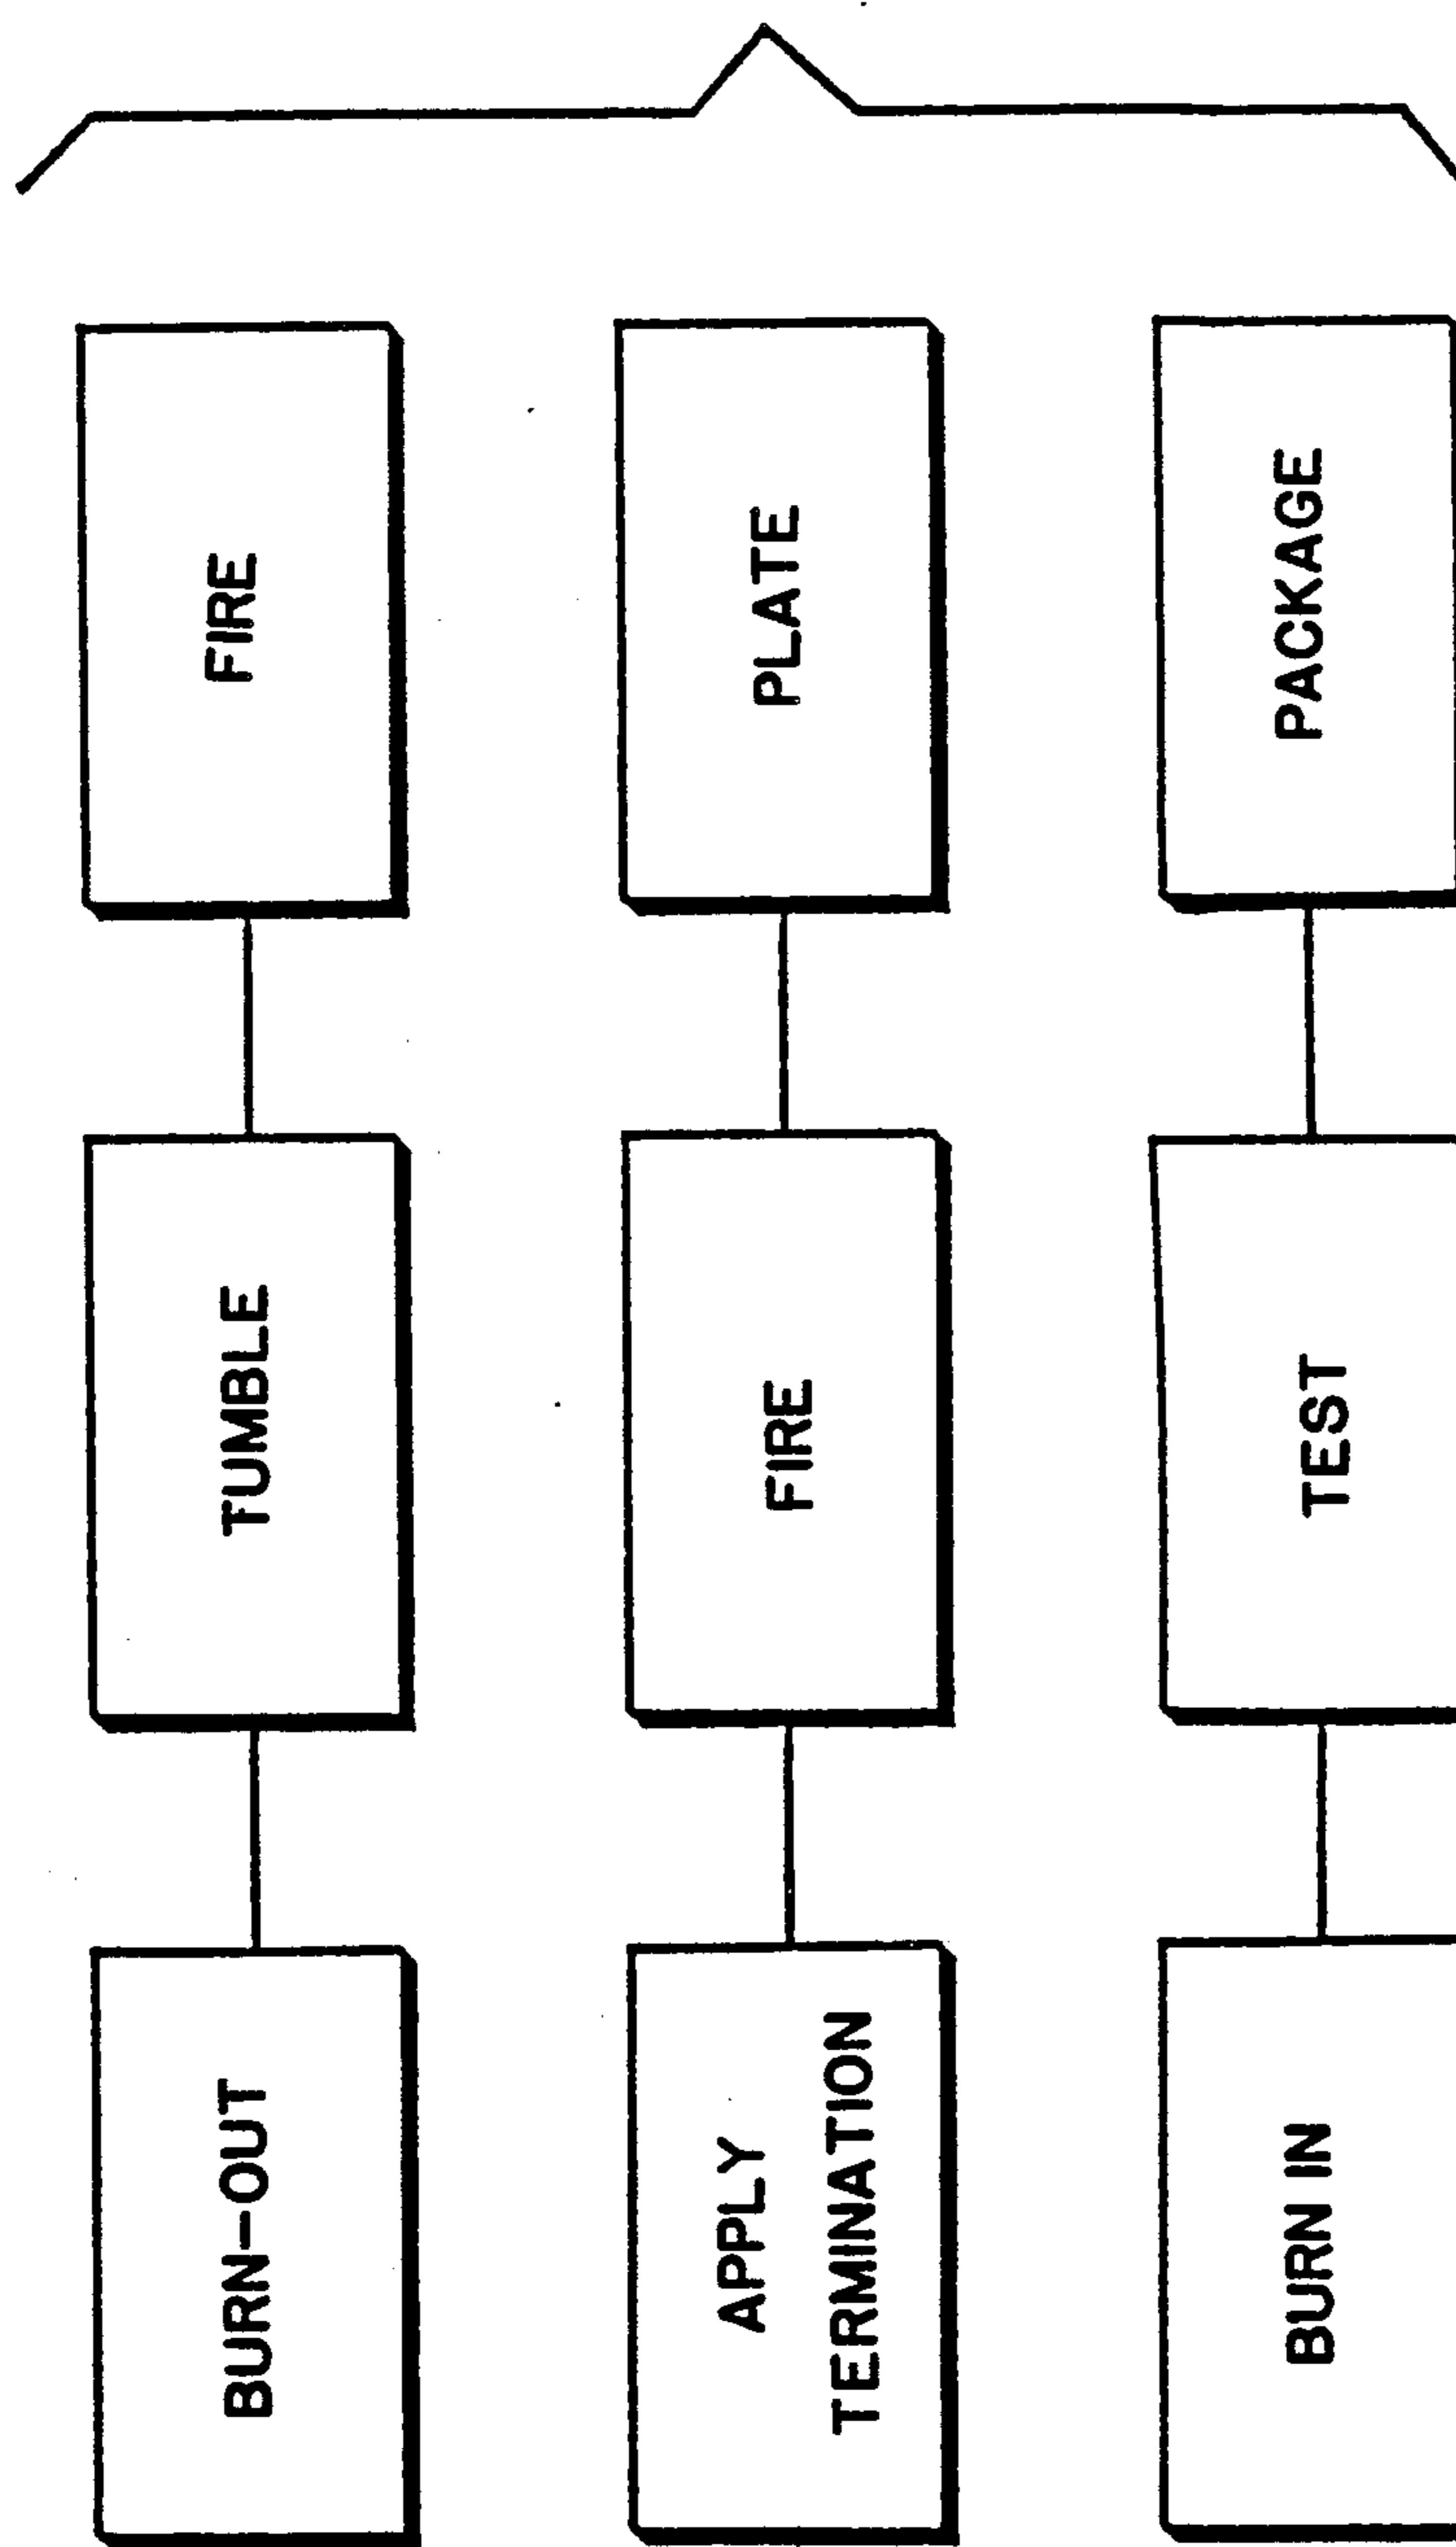 BURN-OUT
TUMBLE
FIRE
APPLY
TERMINATION
FIRE
PLATE
BURN IN
TEST
PACKAGE